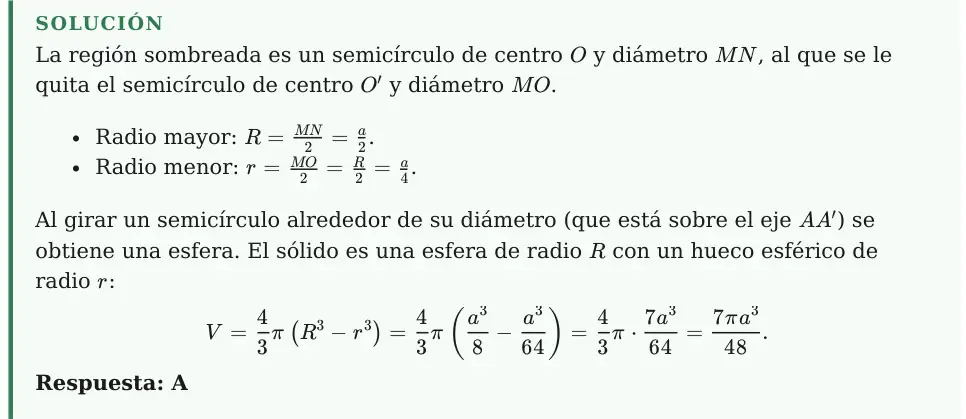 SOLUCIÓN
La región sombreada es un semicírculo de centro O y diámetro MN, al que se le
quita el semicírculo de centro O′ y diámetro MO.
• Radio mayor: R = MN/2 = a/2.
• Radio menor: r = MO/2 = R/2 = a/4.
Al girar un semicírculo alrededor de su diámetro (que está sobre el eje AA′) se
obtiene una esfera. El sólido es una esfera de radio R con un hueco esférico de
radio r:
V = 4/3 π (R³ − r³) = 4/3 π (a³/8 − a³/64) = 4/3 π · 7a³/64 = 7πa³/48.
Respuesta: A